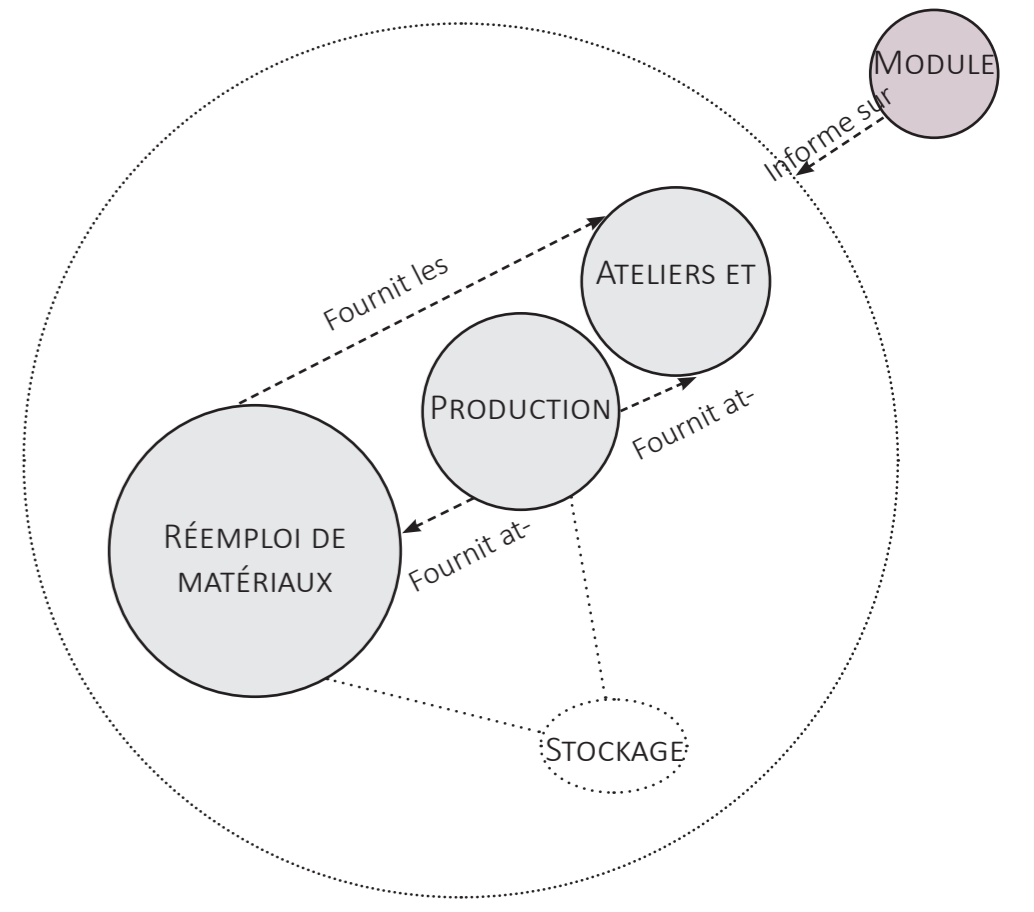 MODULE
Informe sur
ATELIERS ET
Fournit les
PRODUCTION
Fournit at-
RÉEMPLOI DE
MATÉRIAUX
Fournit at-
STOCKAGE